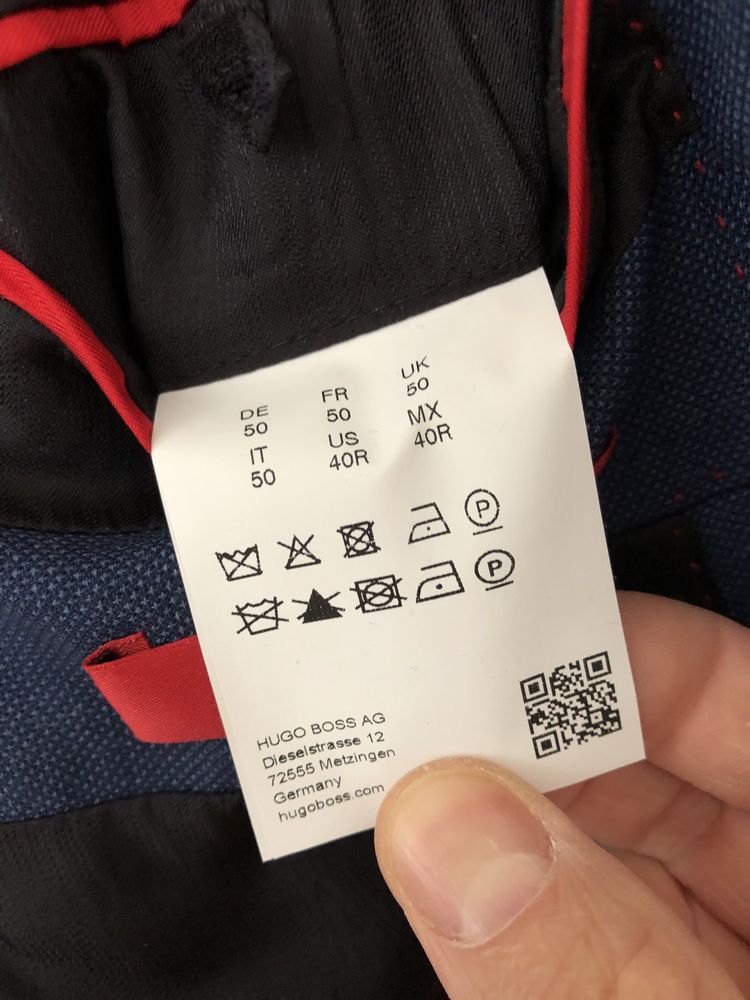 DE FR UK
50 50 50
IT US MX
50 40R 40R
P
P
HUGO BOSS AG
Dieselstrasse 12
72555 Metzingen
Germany
hugoboss.com